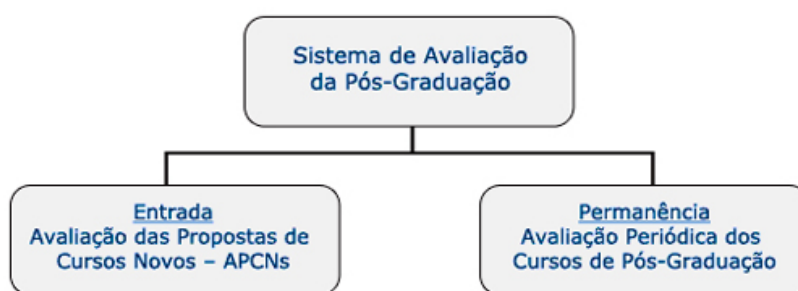 Sistema de Avaliação
da Pós-Graduação
Entrada
Avaliação das Propostas de
Cursos Novos – APCNs
Permanência
Avaliação Periódica dos
Cursos de Pós-Graduação